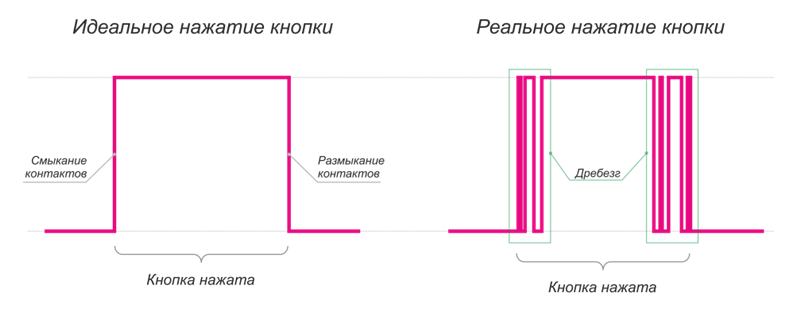 Идеальное нажатие кнопки
Реальное нажатие кнопки
Смыкание
контактов
Размыкание
контактов
Дребезг
Кнопка нажата
Кнопка нажата